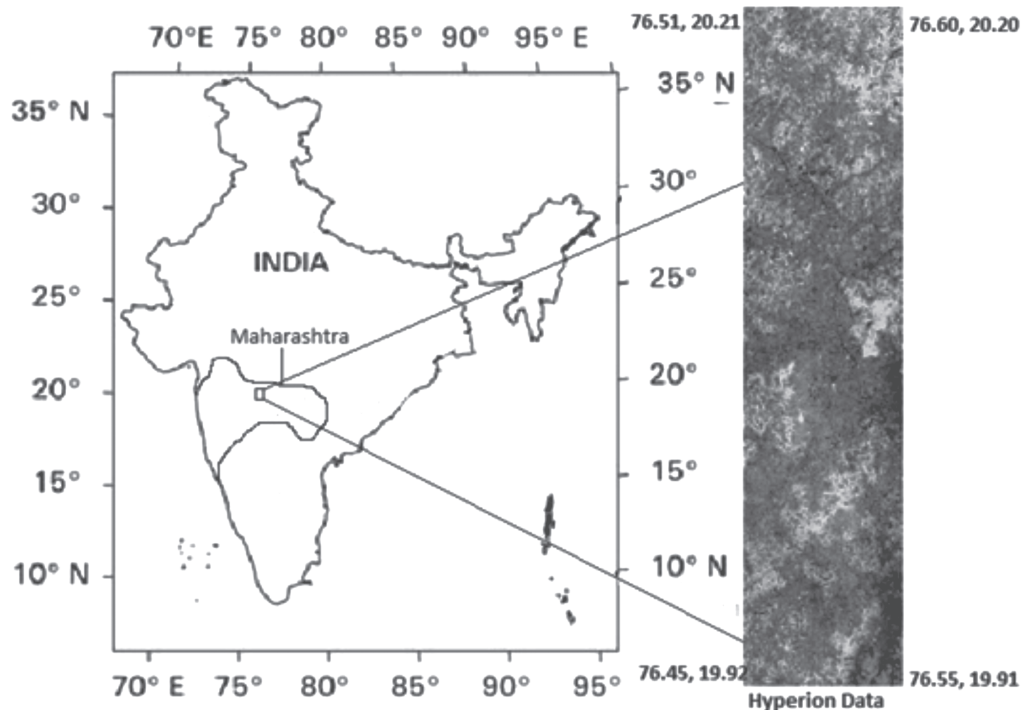 76.51, 20.21
76.60, 20.20
70°E 75° 80° 85° 90° 95° E
35° N
35° N
30°
30°
INDIA
25°
25°
Maharashtra
20°
20°
15°
15°
10° N
10° N
76.45, 19.92
76.55, 19.91
70° E 75° 80° 85° 90° 95°
Hyperion Data